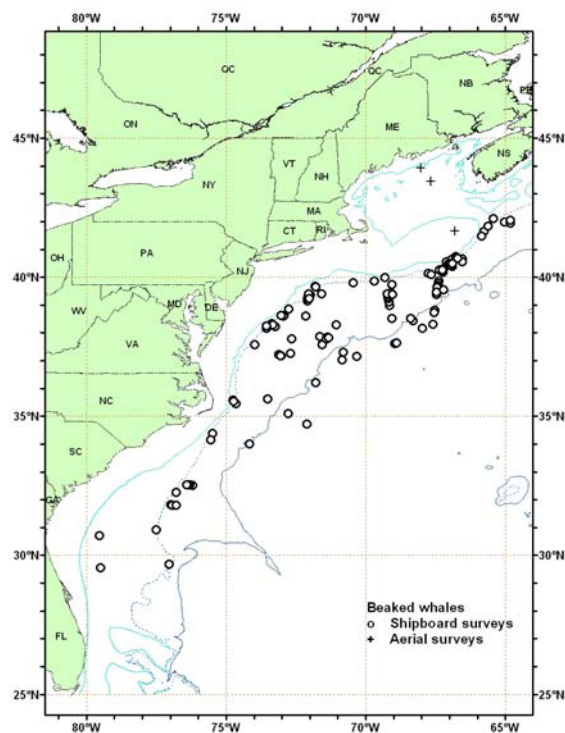 80°W 75°W 70°W 65°W
QC
QC
NB
PE
ON
ME
45°N 45°N
NS
VT
NH
NY
MA
CT RI
PA
OH
NJ
40°N 40°N
MD DE
WV
VA
NC
35°N 35°N
SC
GA
30°N 30°N
Beaked whales
Shipboard surveys
FL
Aerial surveys
25°N 25°N
80°W 75°W 70°W 65°W